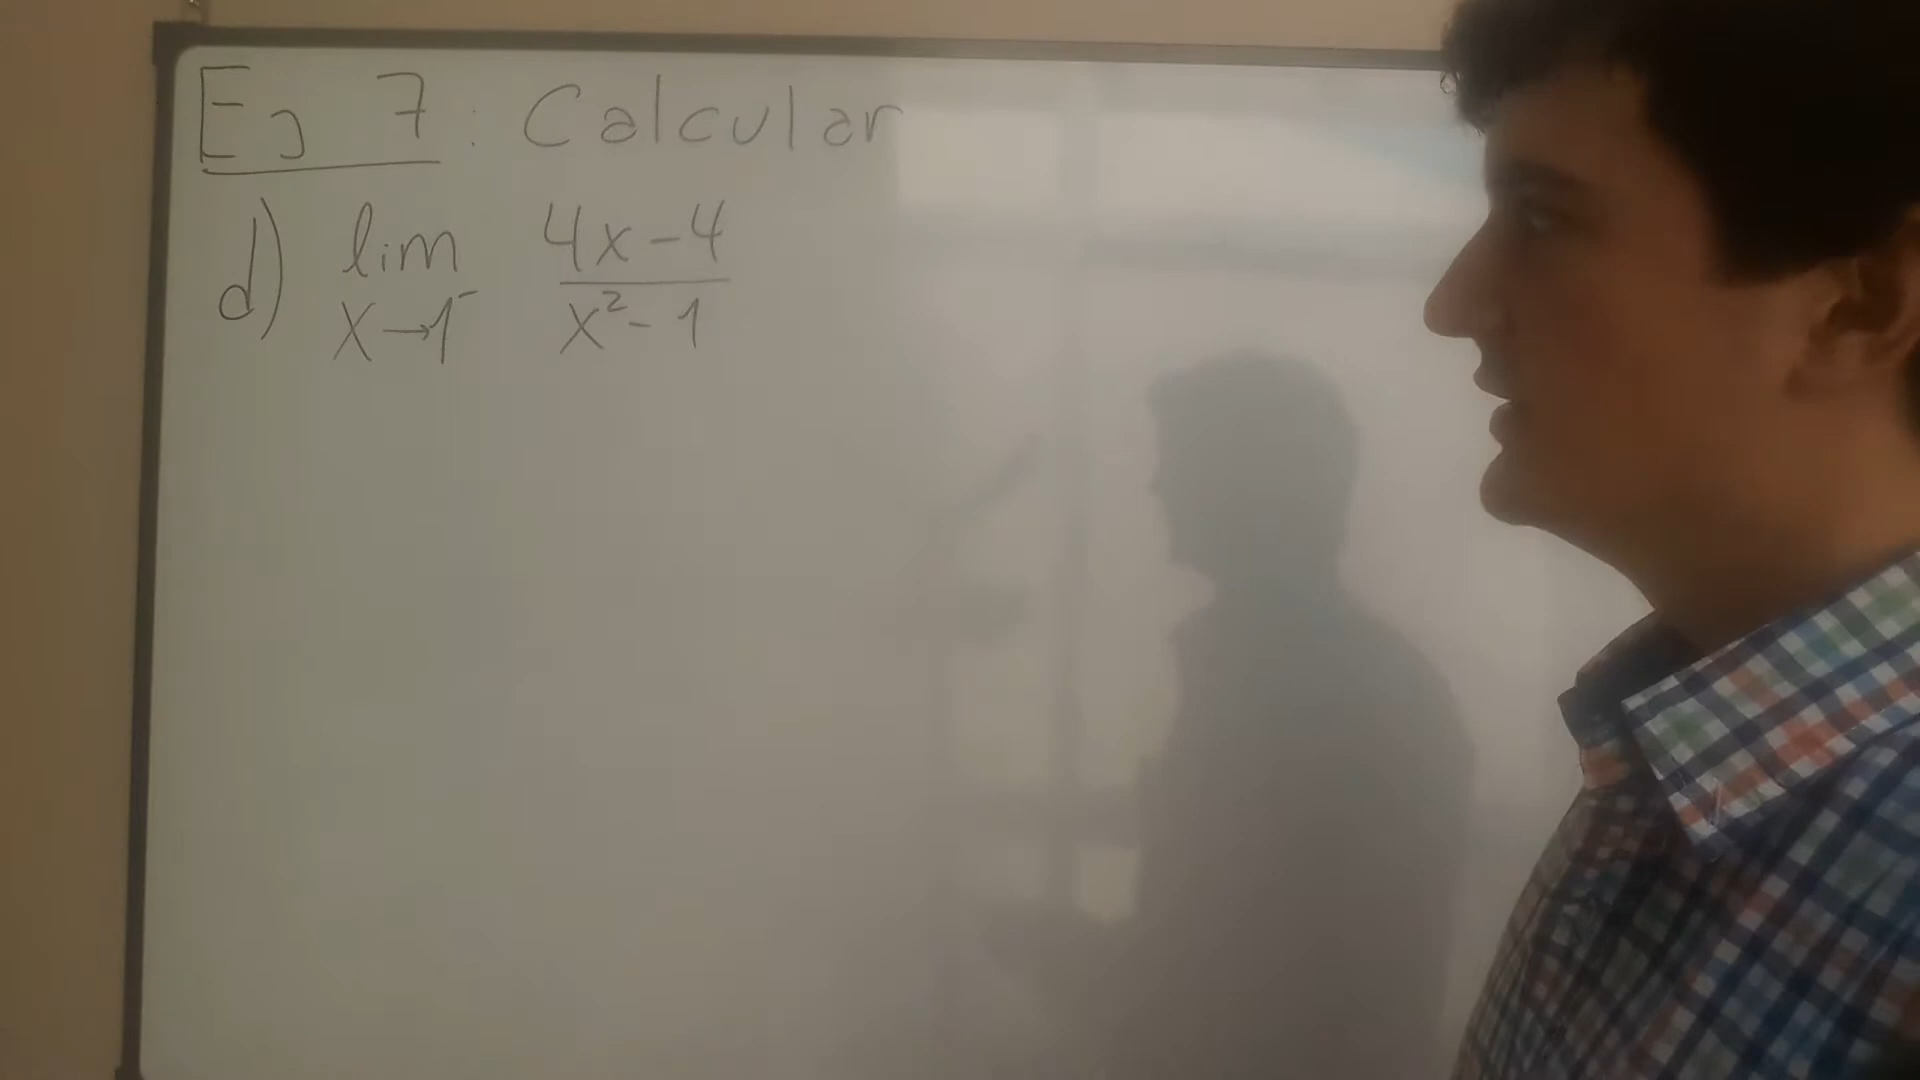 Ej 7: Calcular
d) lim 4x-4
x→1⁻ x²-1